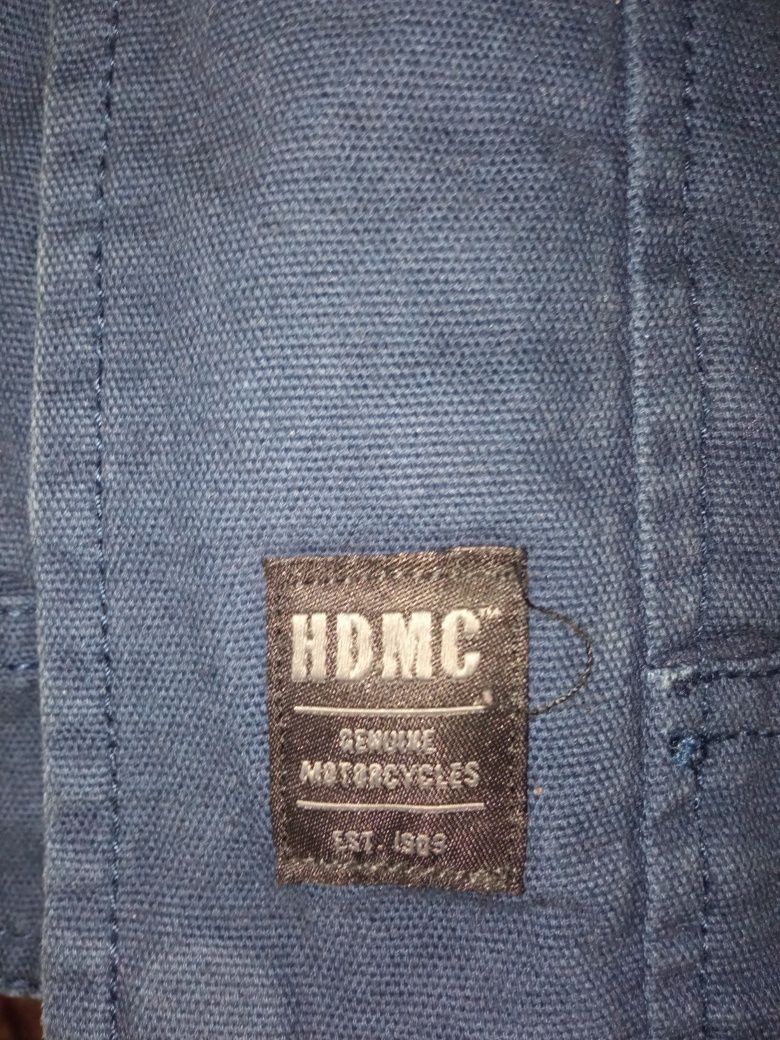 HDMC™
GENUINE
MOTORCYCLES
EST. 1903